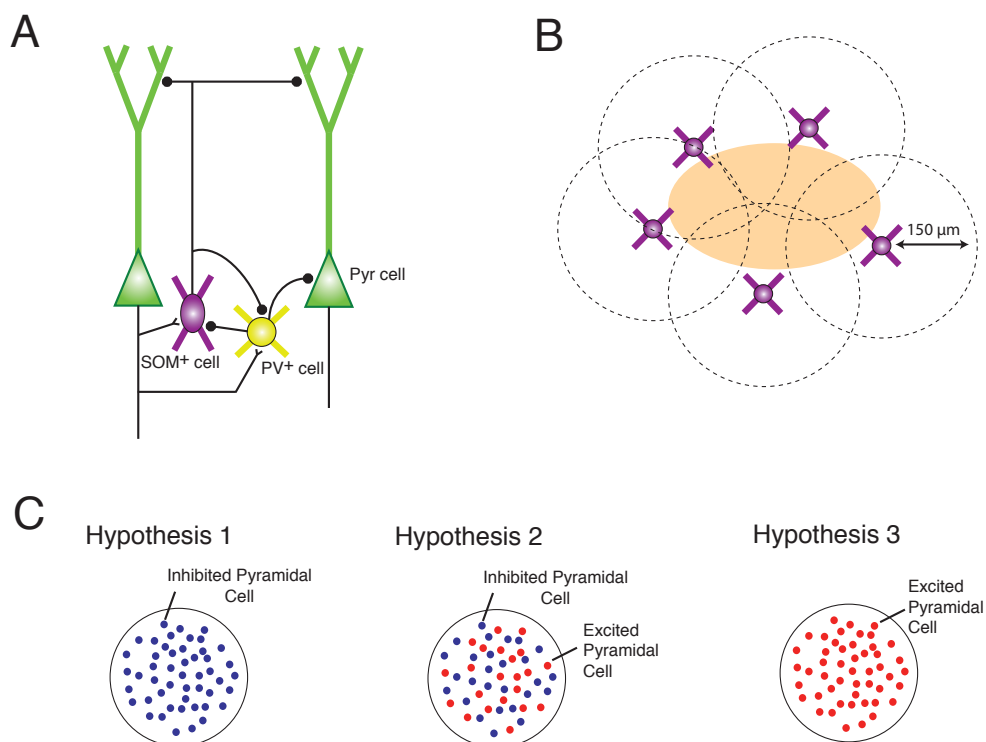 A
B
Pyr cell
SOM+ cell
PV+ cell
150 μm
C
Hypothesis 1
Inhibited Pyramidal
Cell
Hypothesis 2
Inhibited Pyramidal
Cell
Excited
Pyramidal
Cell
Hypothesis 3
Excited
Pyramidal
Cell